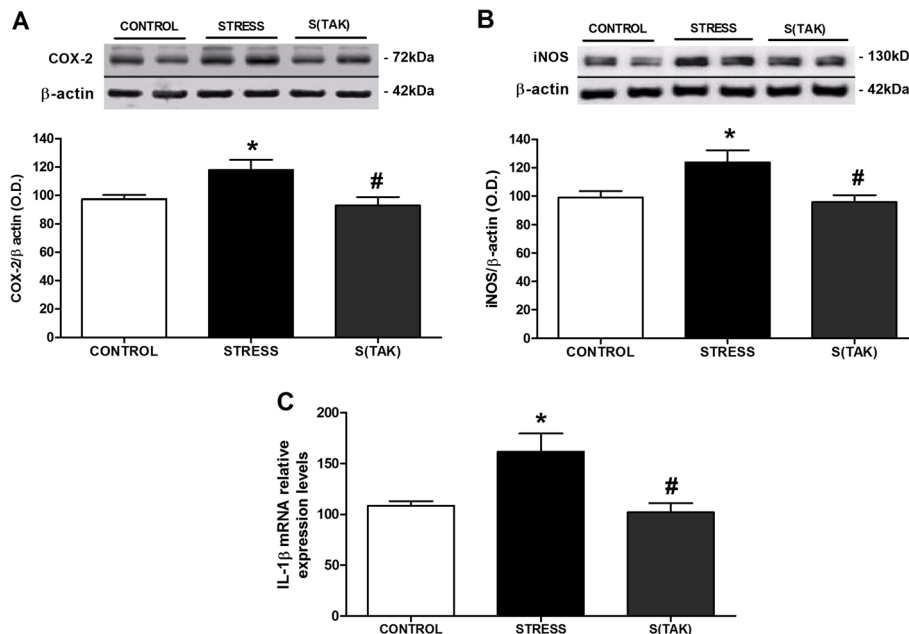 A
CONTROL STRESS S(TAK)
COX-2 - 72kDa
β-actin - 42kDa
COX-2/β actin (O.D.)
140
120
100
80
60
40
20
0
*
#
CONTROL STRESS S(TAK)
B
CONTROL STRESS S(TAK)
iNOS - 130kD
β-actin - 42kDa
iNOS/β-actin (O.D.)
140
120
100
80
60
40
20
0
*
#
CONTROL STRESS S(TAK)
C
IL-1β mRNA relative
expression levels
200
150
100
50
0
*
#
CONTROL STRESS S(TAK)